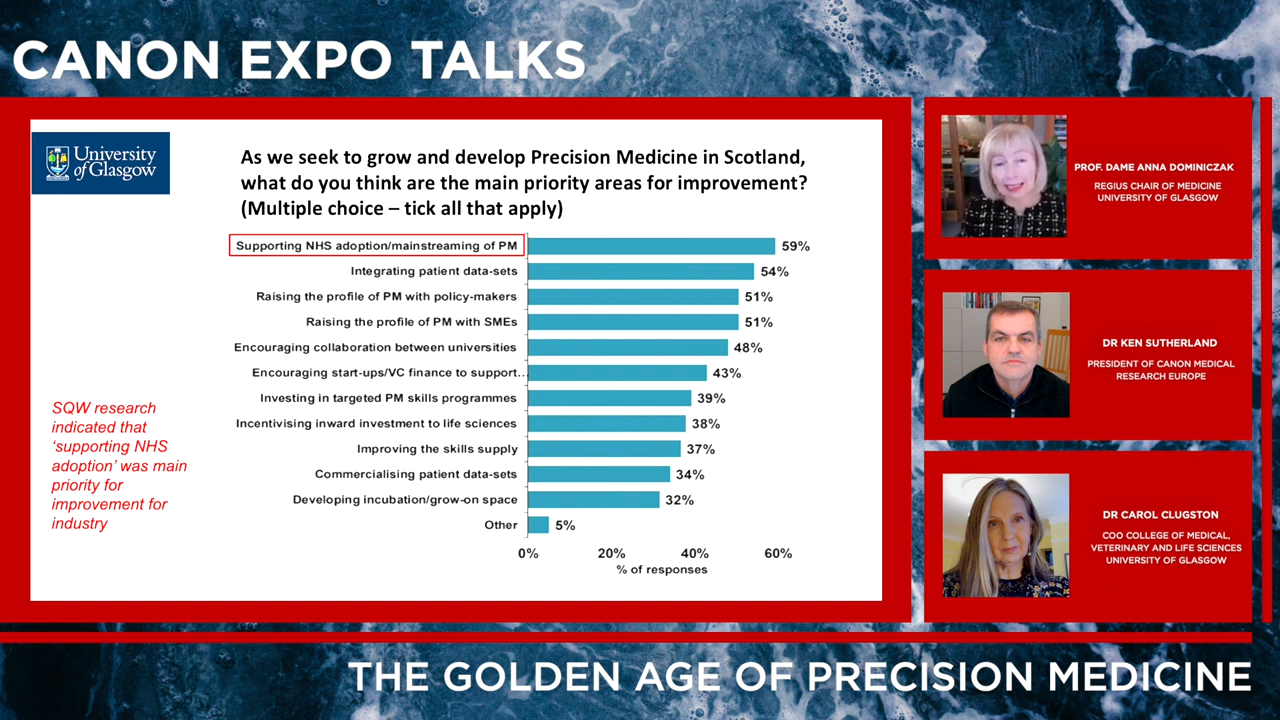 CANON EXPO TALKS
University
of Glasgow
As we seek to grow and develop Precision Medicine in Scotland,
what do you think are the main priority areas for improvement?
(Multiple choice – tick all that apply)
Supporting NHS adoption/mainstreaming of PM 59%
Integrating patient data-sets 54%
Raising the profile of PM with policy-makers 51%
Raising the profile of PM with SMEs 51%
Encouraging collaboration between universities 48%
Encouraging start-ups/VC finance to support... 43%
Investing in targeted PM skills programmes 39%
Incentivising inward investment to life sciences 38%
Improving the skills supply 37%
Commercialising patient data-sets 34%
Developing incubation/grow-on space 32%
Other 5%
0% 20% 40% 60%
% of responses
SQW research
indicated that
‘supporting NHS
adoption’ was main
priority for
improvement for
industry
PROF. DAME ANNA DOMINICZAK
REGIUS CHAIR OF MEDICINE
UNIVERSITY OF GLASGOW
DR KEN SUTHERLAND
PRESIDENT OF CANON MEDICAL
RESEARCH EUROPE
DR CAROL CLUGSTON
COO COLLEGE OF MEDICAL,
VETERINARY AND LIFE SCIENCES
UNIVERSITY OF GLASGOW
THE GOLDEN AGE OF PRECISION MEDICINE